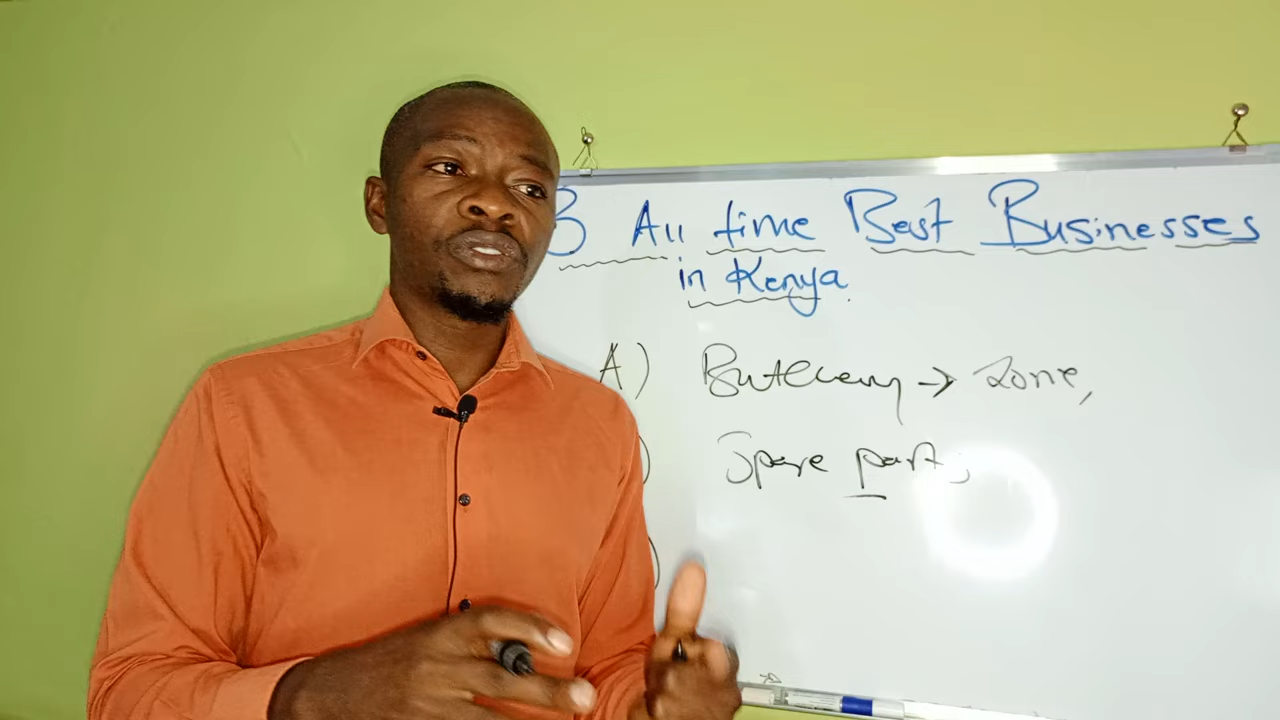 3 All time Best Businesses
in Kenya
A) Butchery → Zone,
) Spare parts
)